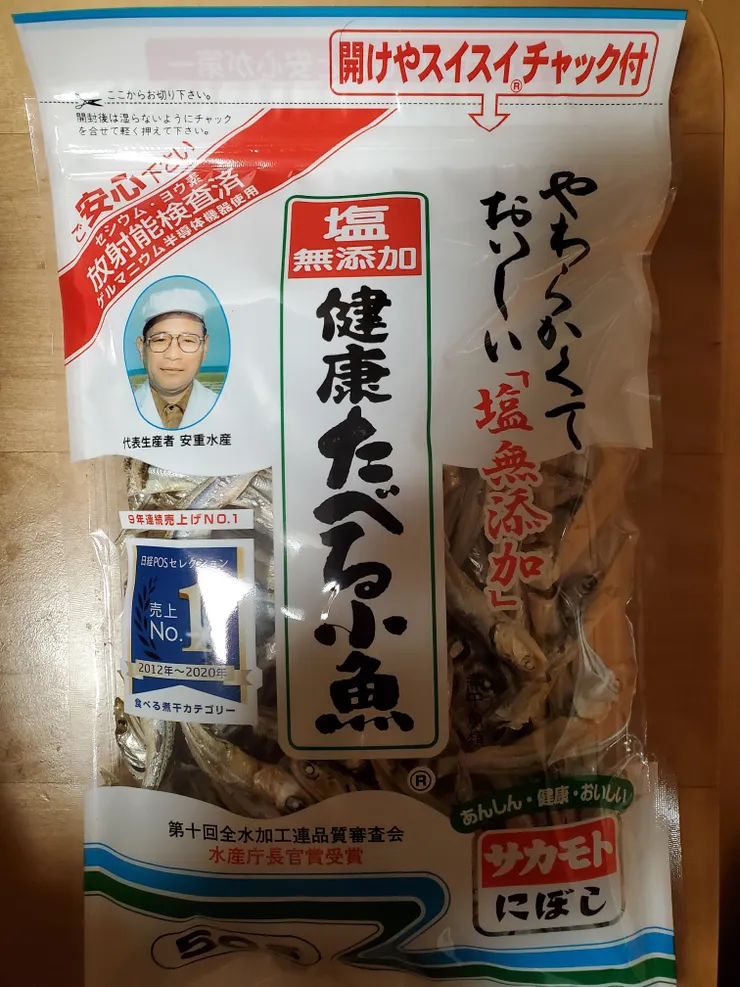 開けやスイスイ®チャック付
ここからお切り下さい。
開封後は湿らないようにチャック
を合せて軽く押えて下さい。
ご安心下さい
セシウム・ヨウ素
放射能検査済
ゲルマニウム半導体機器使用
代表生産者 安重水産
塩
無添加
健康たべる小魚
®
やわらかくて
おいしい「塩無添加」
9年連続売上げNO.1
日経POSセレクション
売上
No.1
2012年〜2020年
食べる煮干カテゴリー
第十回全水加工連品質審査会
水産庁長官賞受賞
あんしん・健康・おいしい
サカモト
にぼし
50g